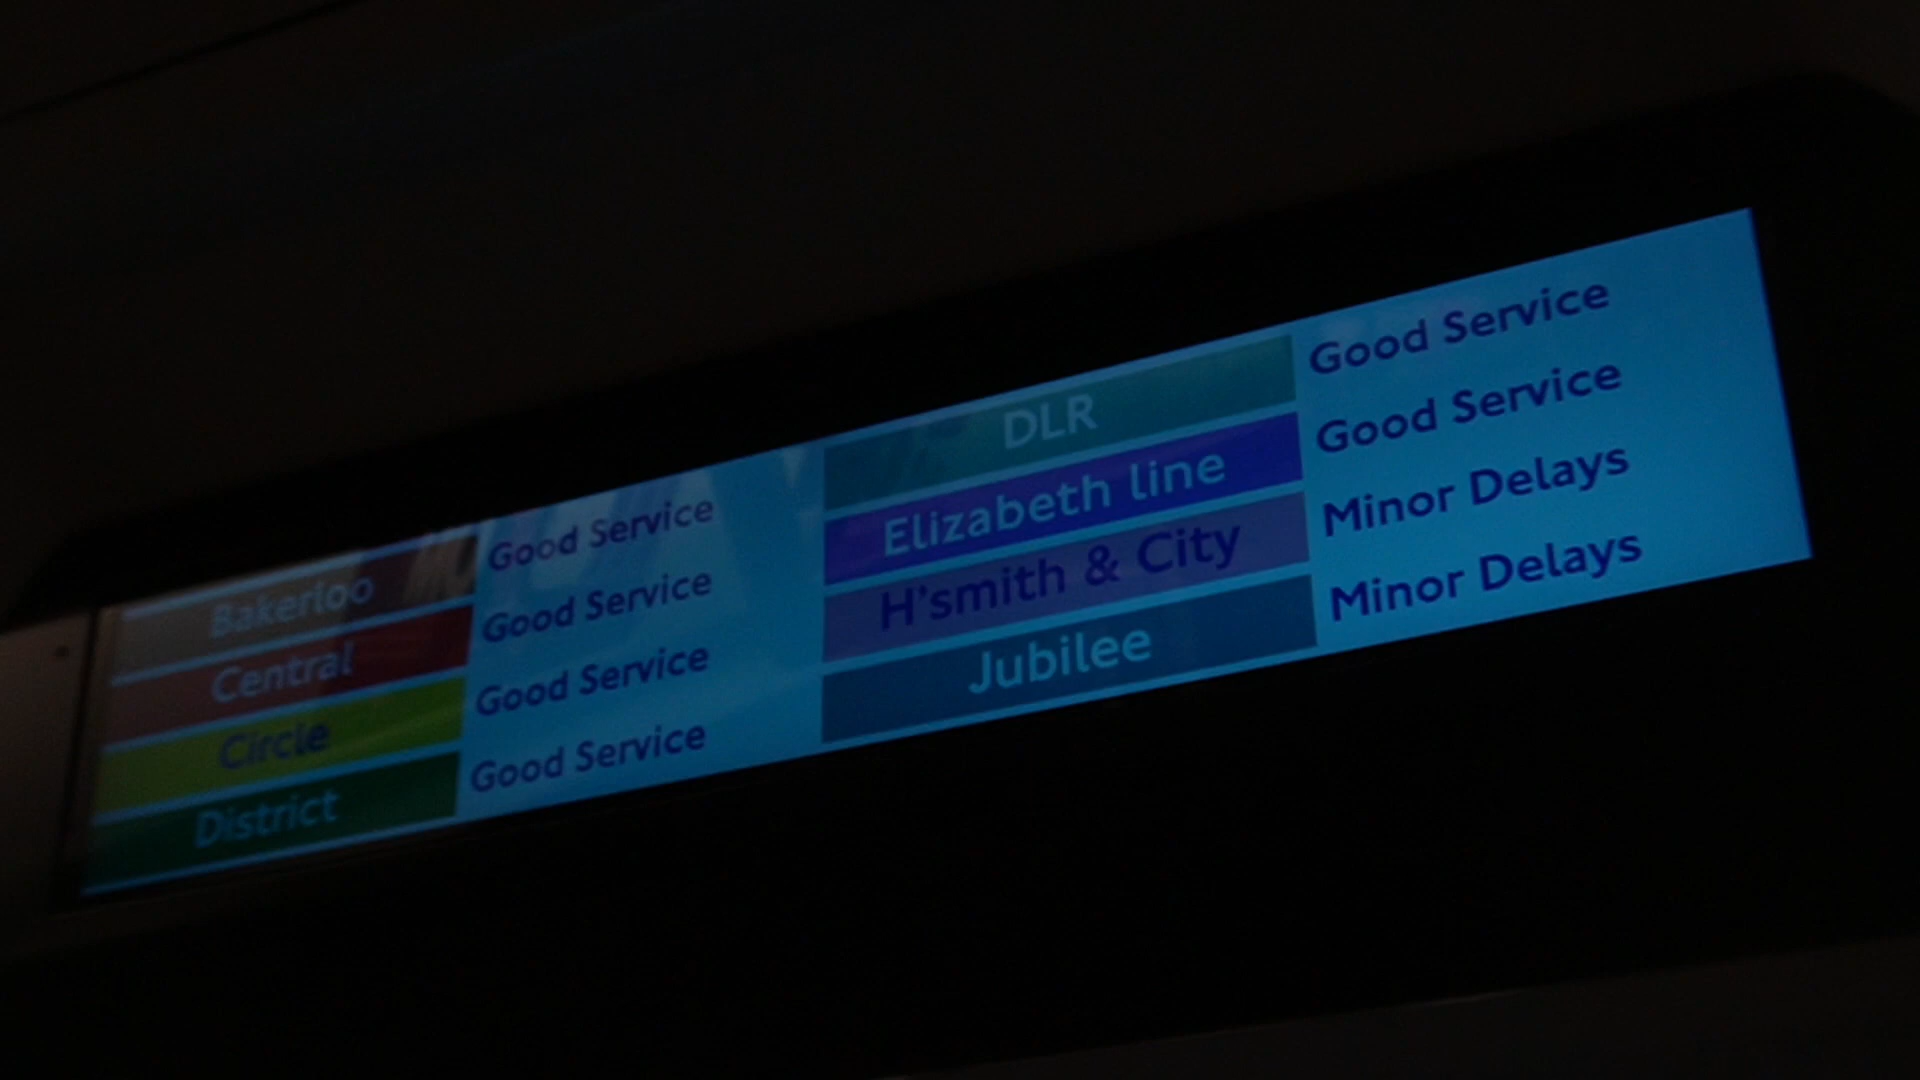 Bakerloo Good Service
Central Good Service
Circle Good Service
District Good Service
DLR Good Service
Elizabeth line Good Service
H'smith & City Minor Delays
Jubilee Minor Delays